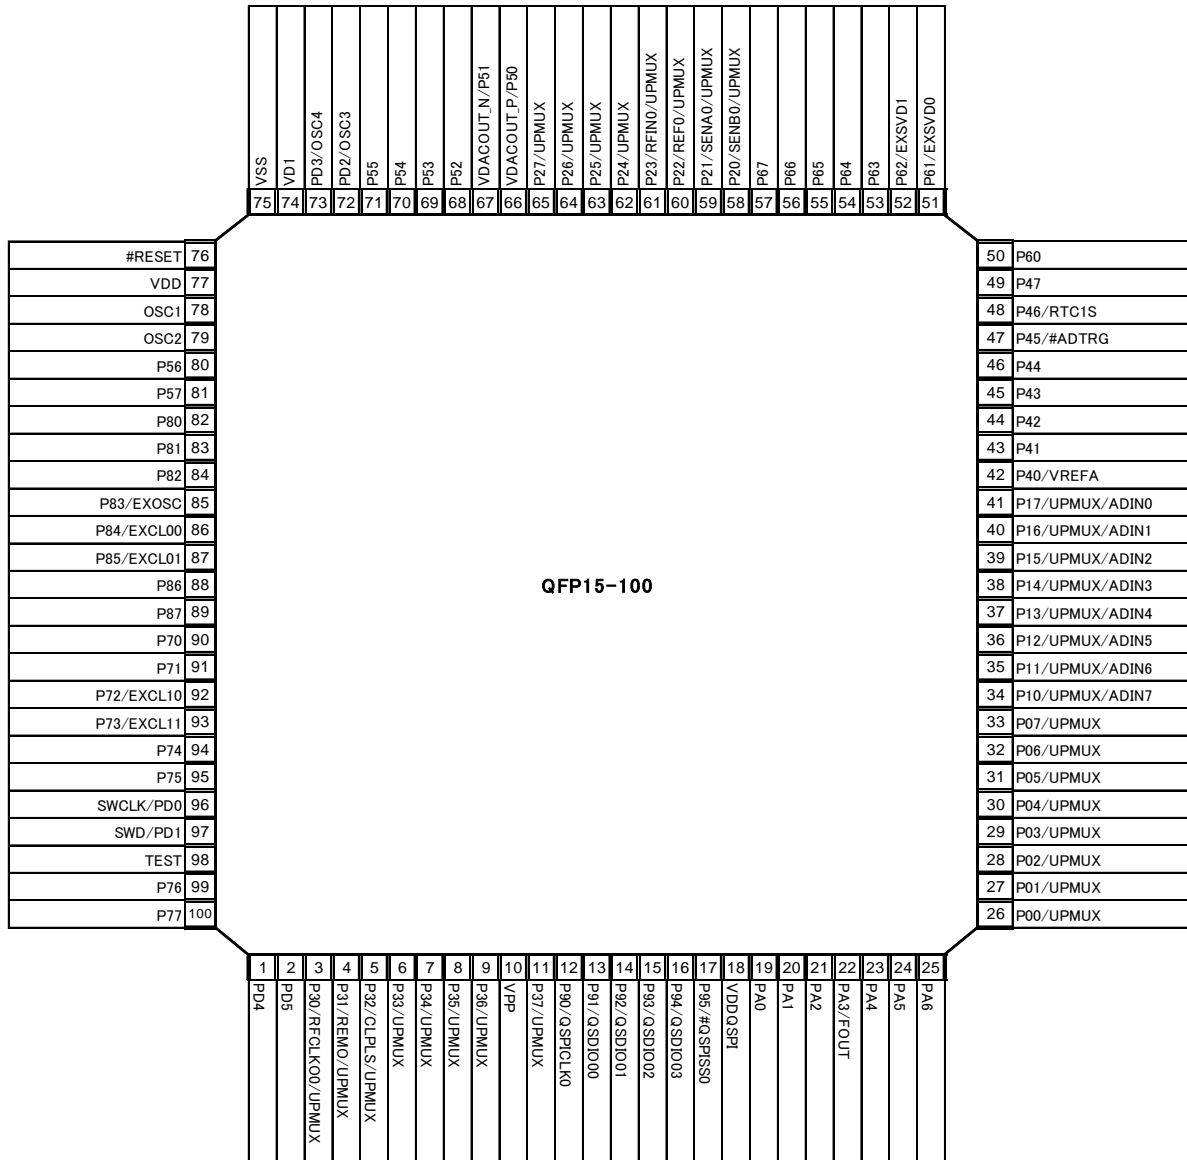 VSS
VD1
PD3/OSC4
PD2/OSC3
P55
P54
P53
P52
VDACOUT_N/P51
VDACOUT_P/P50
P27/UPMUX
P26/UPMUX
P25/UPMUX
P24/UPMUX
P23/RFIN0/UPMUX
P22/REF0/UPMUX
P21/SENA0/UPMUX
P20/SENB0/UPMUX
P67
P66
P65
P64
P63
P62/EXSVD1
P61/EXSVD0
75 74 73 72 71 70 69 68 67 66 65 64 63 62 61 60 59 58 57 56 55 54 53 52 51
#RESET 76
VDD 77
OSC1 78
OSC2 79
P56 80
P57 81
P80 82
P81 83
P82 84
P83/EXOSC 85
P84/EXCL00 86
P85/EXCL01 87
P86 88
P87 89
P70 90
P71 91
P72/EXCL10 92
P73/EXCL11 93
P74 94
P75 95
SWCLK/PD0 96
SWD/PD1 97
TEST 98
P76 99
P77 100
QFP15-100
50 P60
49 P47
48 P46/RTC1S
47 P45/#ADTRG
46 P44
45 P43
44 P42
43 P41
42 P40/VREFA
41 P17/UPMUX/ADIN0
40 P16/UPMUX/ADIN1
39 P15/UPMUX/ADIN2
38 P14/UPMUX/ADIN3
37 P13/UPMUX/ADIN4
36 P12/UPMUX/ADIN5
35 P11/UPMUX/ADIN6
34 P10/UPMUX/ADIN7
33 P07/UPMUX
32 P06/UPMUX
31 P05/UPMUX
30 P04/UPMUX
29 P03/UPMUX
28 P02/UPMUX
27 P01/UPMUX
26 P00/UPMUX
1 2 3 4 5 6 7 8 9 10 11 12 13 14 15 16 17 18 19 20 21 22 23 24 25
PD4
PD5
P30/RFCLKO0/UPMUX
P31/REMO/UPMUX
P32/CLPLS/UPMUX
P33/UPMUX
P34/UPMUX
P35/UPMUX
P36/UPMUX
VPP
P37/UPMUX
P90/QSPICLK0
P91/QSDIO00
P92/QSDIO01
P93/QSDIO02
P94/QSDIO03
P95/#QSPISS0
VDDQSPI
PA0
PA1
PA2
PA3/FOUT
PA4
PA5
PA6